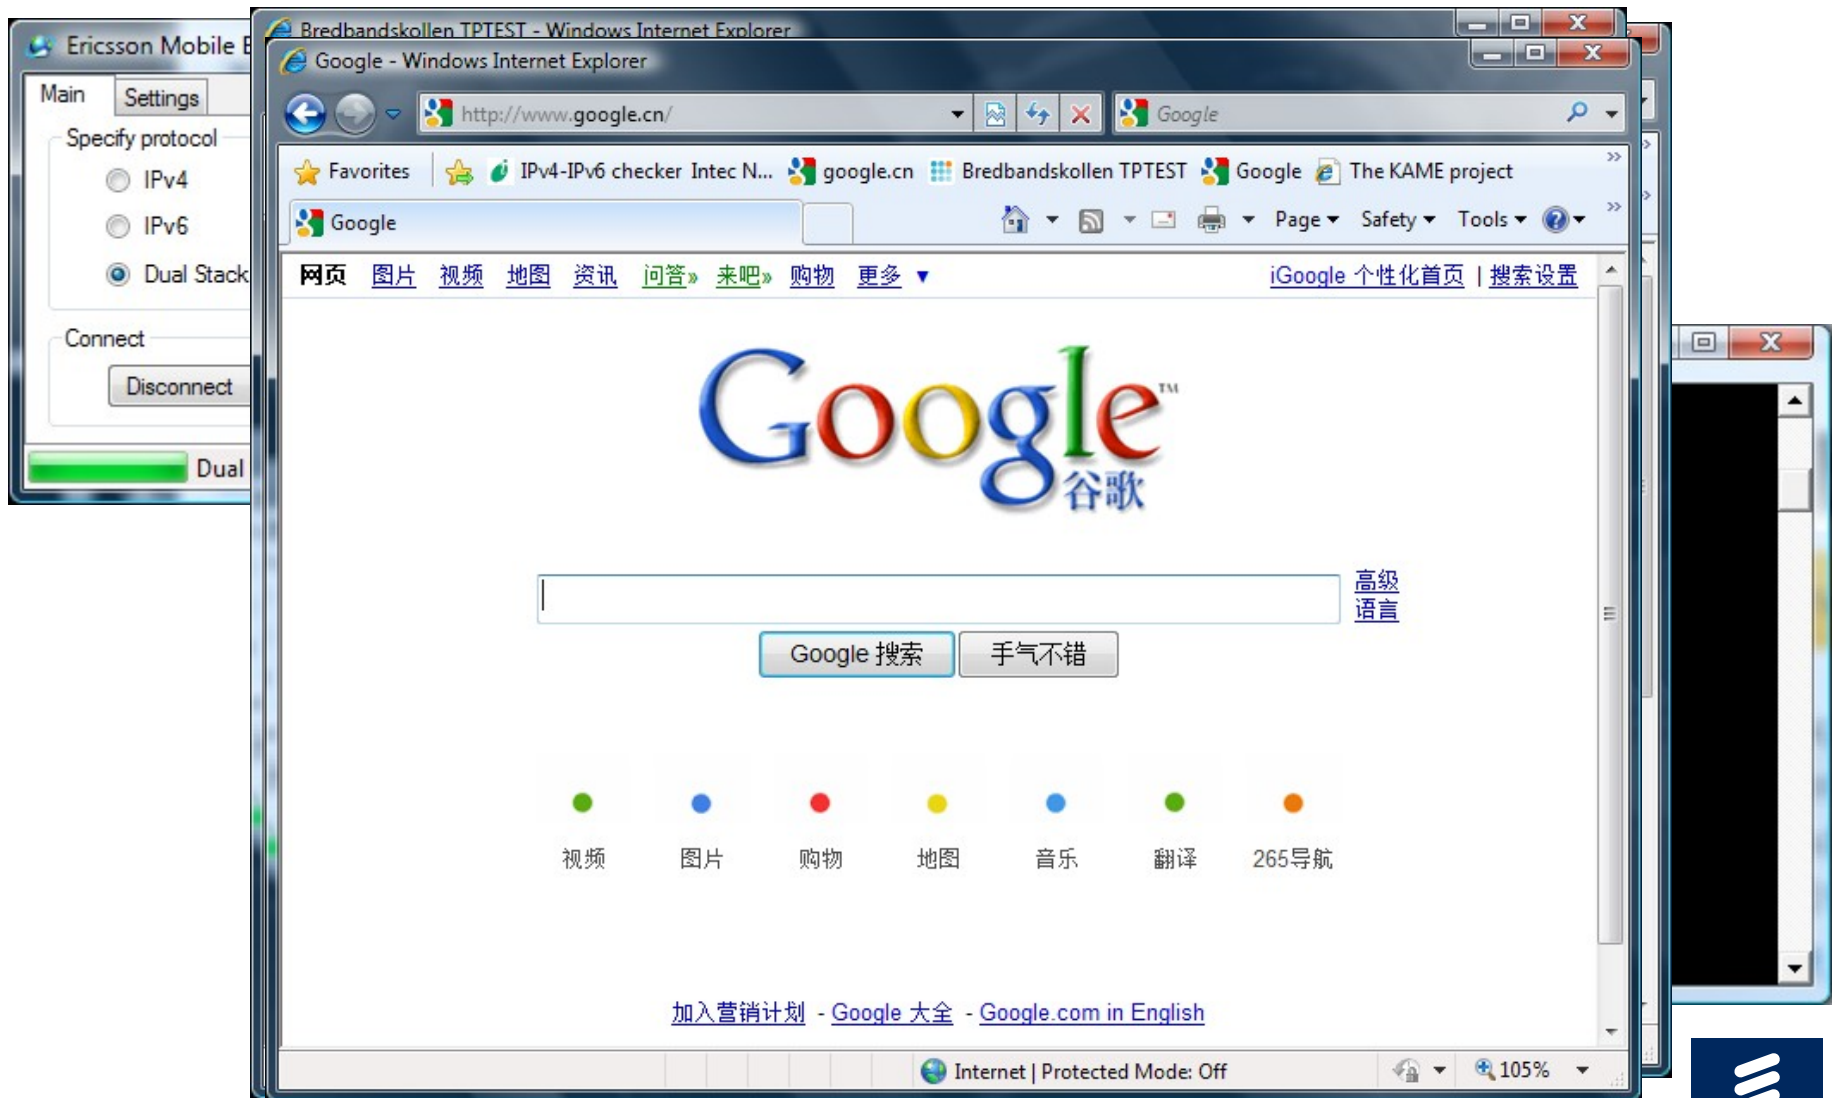 Ericsson Mobile
Main Settings
Specify protocol
IPv4
IPv6
Dual Stack
Connect
Disconnect
Dual
Bredbandskollen TPTEST - Windows Internet Explorer
Google - Windows Internet Explorer
http://www.google.cn/
Google
Favorites IPv4-IPv6 checker Intec N... google.cn Bredbandskollen TPTEST Google The KAME project »
Google Page Safety Tools »
网页 图片 视频 地图 资讯 问答» 来吧» 购物 更多 ▼ iGoogle 个性化首页 | 搜索设置
Google™
谷歌
高级
语言
Google 搜索 手气不错
视频 图片 购物 地图 音乐 翻译 265导航
加入营销计划 - Google 大全 - Google.com in English
Internet | Protected Mode: Off 105%